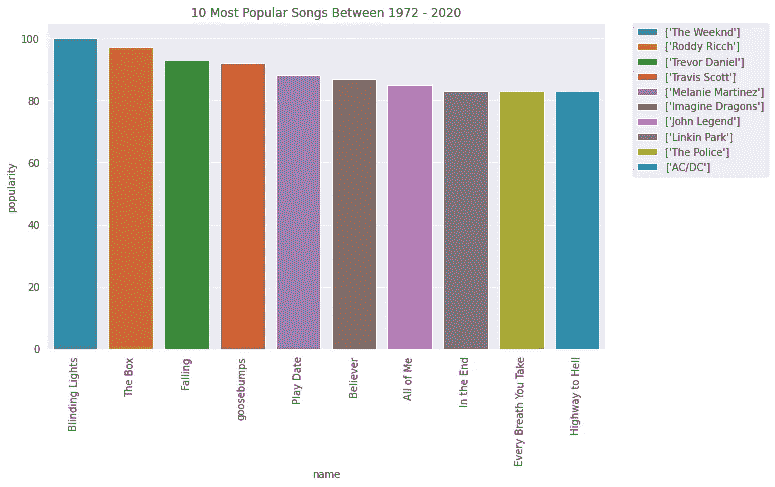 10 Most Popular Songs Between 1972 - 2020
['The Weeknd']
['Roddy Ricch']
['Trevor Daniel']
['Travis Scott']
['Melanie Martinez']
['Imagine Dragons']
['John Legend']
['Linkin Park']
['The Police']
['AC/DC']
popularity
100
80
60
40
20
0
Blinding Lights
The Box
Falling
goosebumps
Play Date
Believer
All of Me
In the End
Every Breath You Take
Highway to Hell
name